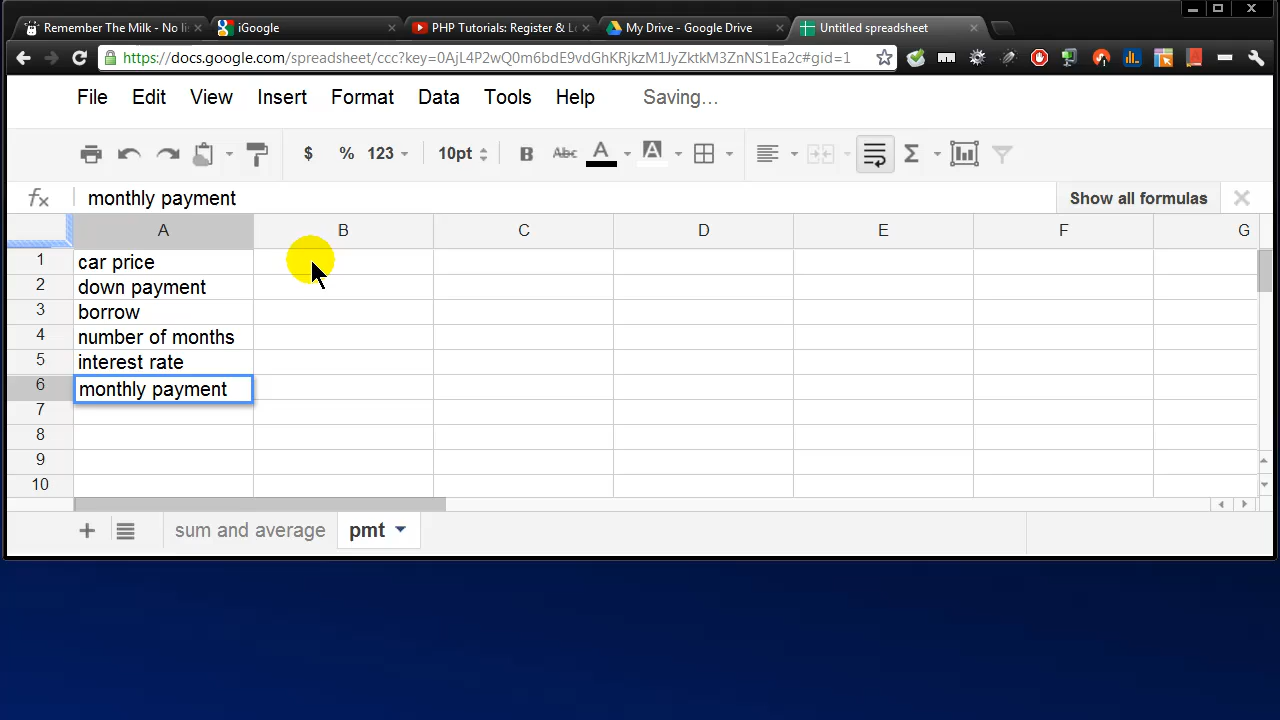 Remember The Milk - No li
iGoogle
PHP Tutorials: Register & Lo
My Drive - Google Drive
Untitled spreadsheet
https://docs.google.com/spreadsheet/ccc?key=0AjL4P2wQ0m6bdE9vdGhKRjkzM1JyZktkM3ZnNS1Ea2c#gid=1
File Edit View Insert Format Data Tools Help Saving...
$ % 123 10pt B Abc A A Σ
fx monthly payment Show all formulas
A B C D E F G
1 car price
2 down payment
3 borrow
4 number of months
5 interest rate
6 monthly payment
7
8
9
10
+ sum and average pmt